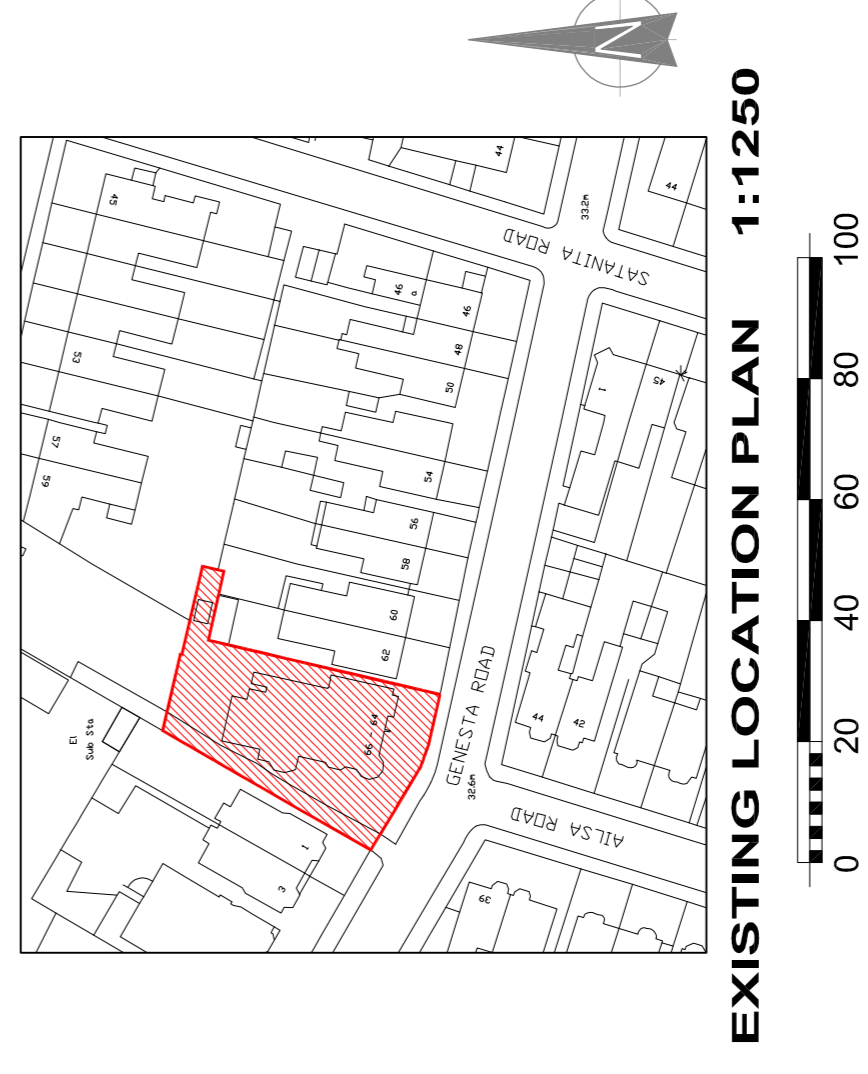 N
45
53
57
59
44
44
33.2m
SATANITA ROAD
46
a
46
48
50
54
56
58
60
62
66 - 64
1
45
El
Sub Sta
GENESTA ROAD
32.6m
44
42
AILSA ROAD
39
1
3
EXISTING LOCATION PLAN 1:1250
0 20 40 60 80 100